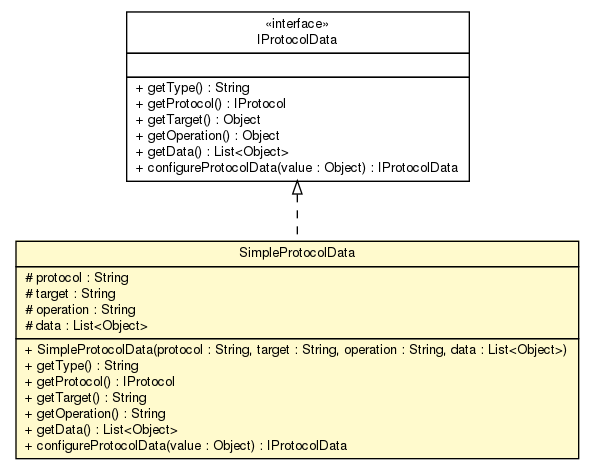 «interface»
IProtocolData
+ getType() : String
+ getProtocol() : IProtocol
+ getTarget() : Object
+ getOperation() : Object
+ getData() : List<Object>
+ configureProtocolData(value : Object) : IProtocolData
SimpleProtocolData
# protocol : String
# target : String
# operation : String
# data : List<Object>
+ SimpleProtocolData(protocol : String, target : String, operation : String, data : List<Object>)
+ getType() : String
+ getProtocol() : IProtocol
+ getTarget() : String
+ getOperation() : String
+ getData() : List<Object>
+ configureProtocolData(value : Object) : IProtocolData